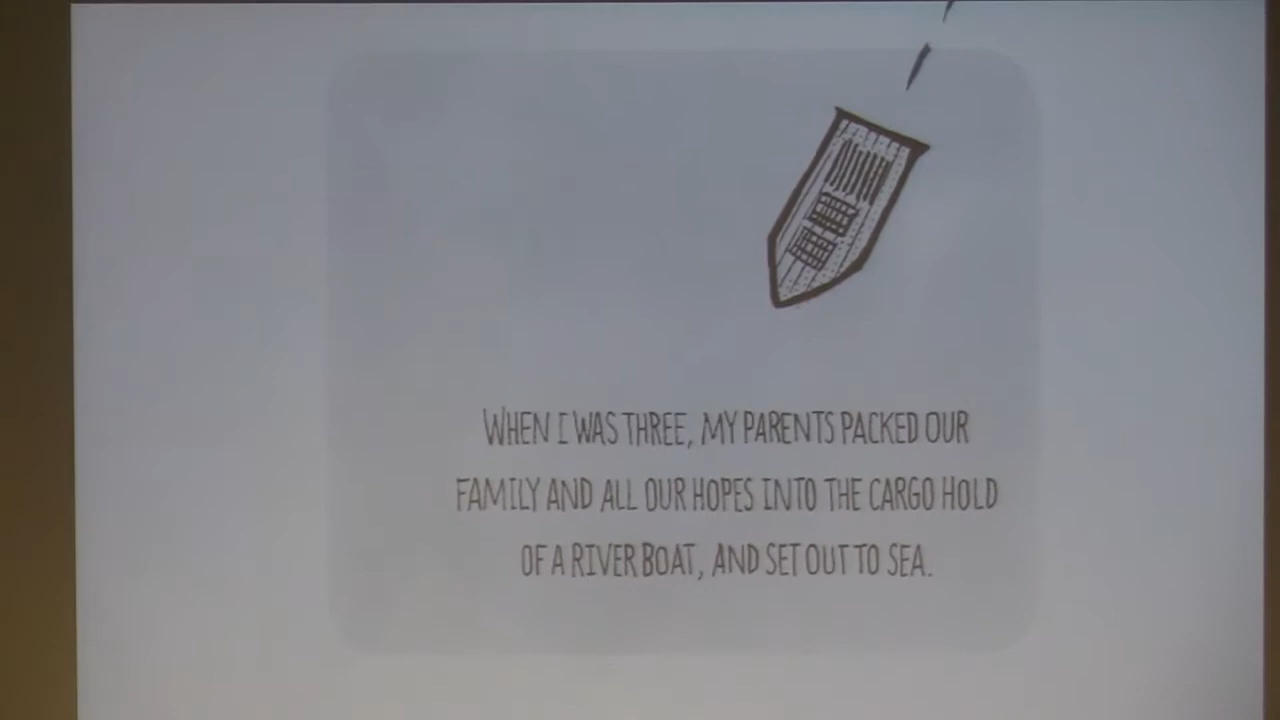 WHEN I WAS THREE, MY PARENTS PACKED OUR
FAMILY AND ALL OUR HOPES INTO THE CARGO HOLD
OF A RIVER BOAT, AND SET OUT TO SEA.